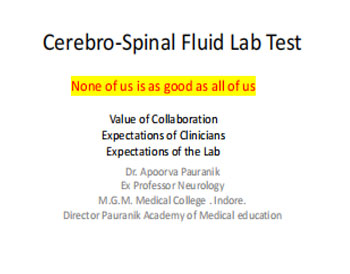 Cerebro-Spinal Fluid Lab Test
None of us is as good as all of us
Value of Collaboration
Expectations of Clinicians
Expectations of the Lab
Dr. Apoorva Pauranik
Ex Professor Neurology
M.G.M. Medical College . Indore.
Director Pauranik Academy of Medical education